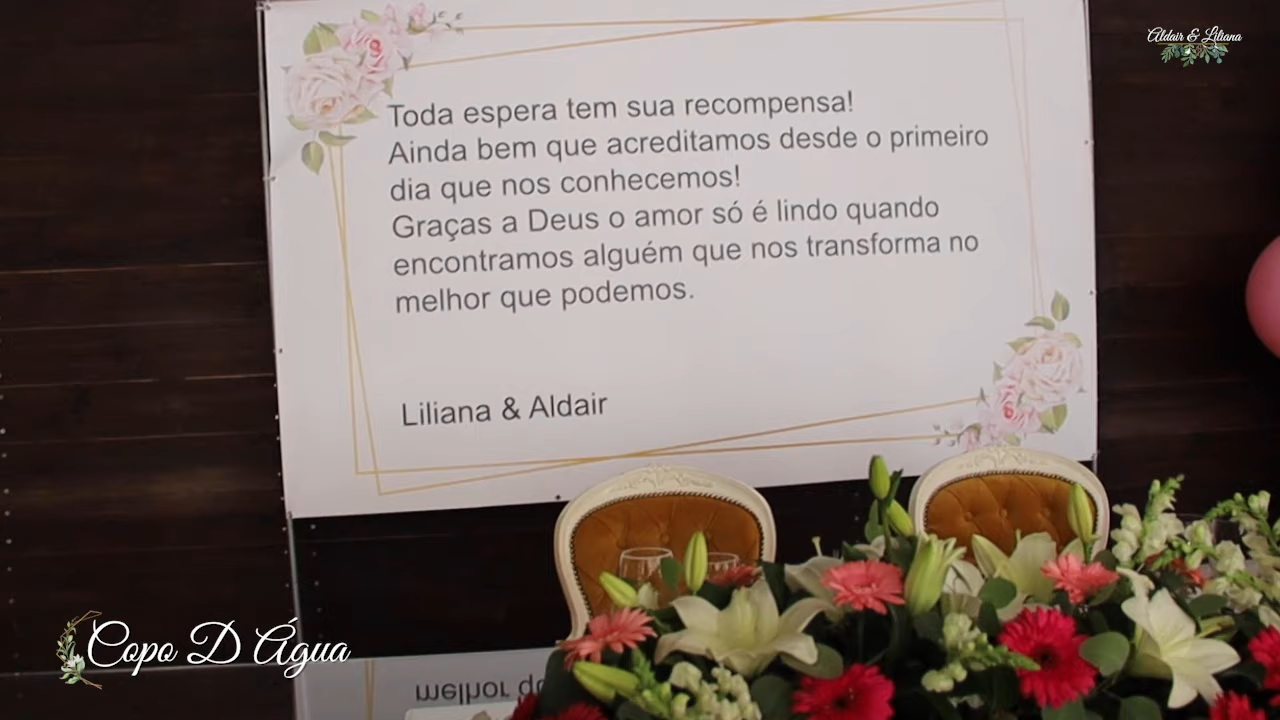 Aldair & Liliana
Toda espera tem sua recompensa!
Ainda bem que acreditamos desde o primeiro
dia que nos conhecemos!
Graças a Deus o amor só é lindo quando
encontramos alguém que nos transforma no
melhor que podemos.
Liliana & Aldair
Copo D Água
melhor